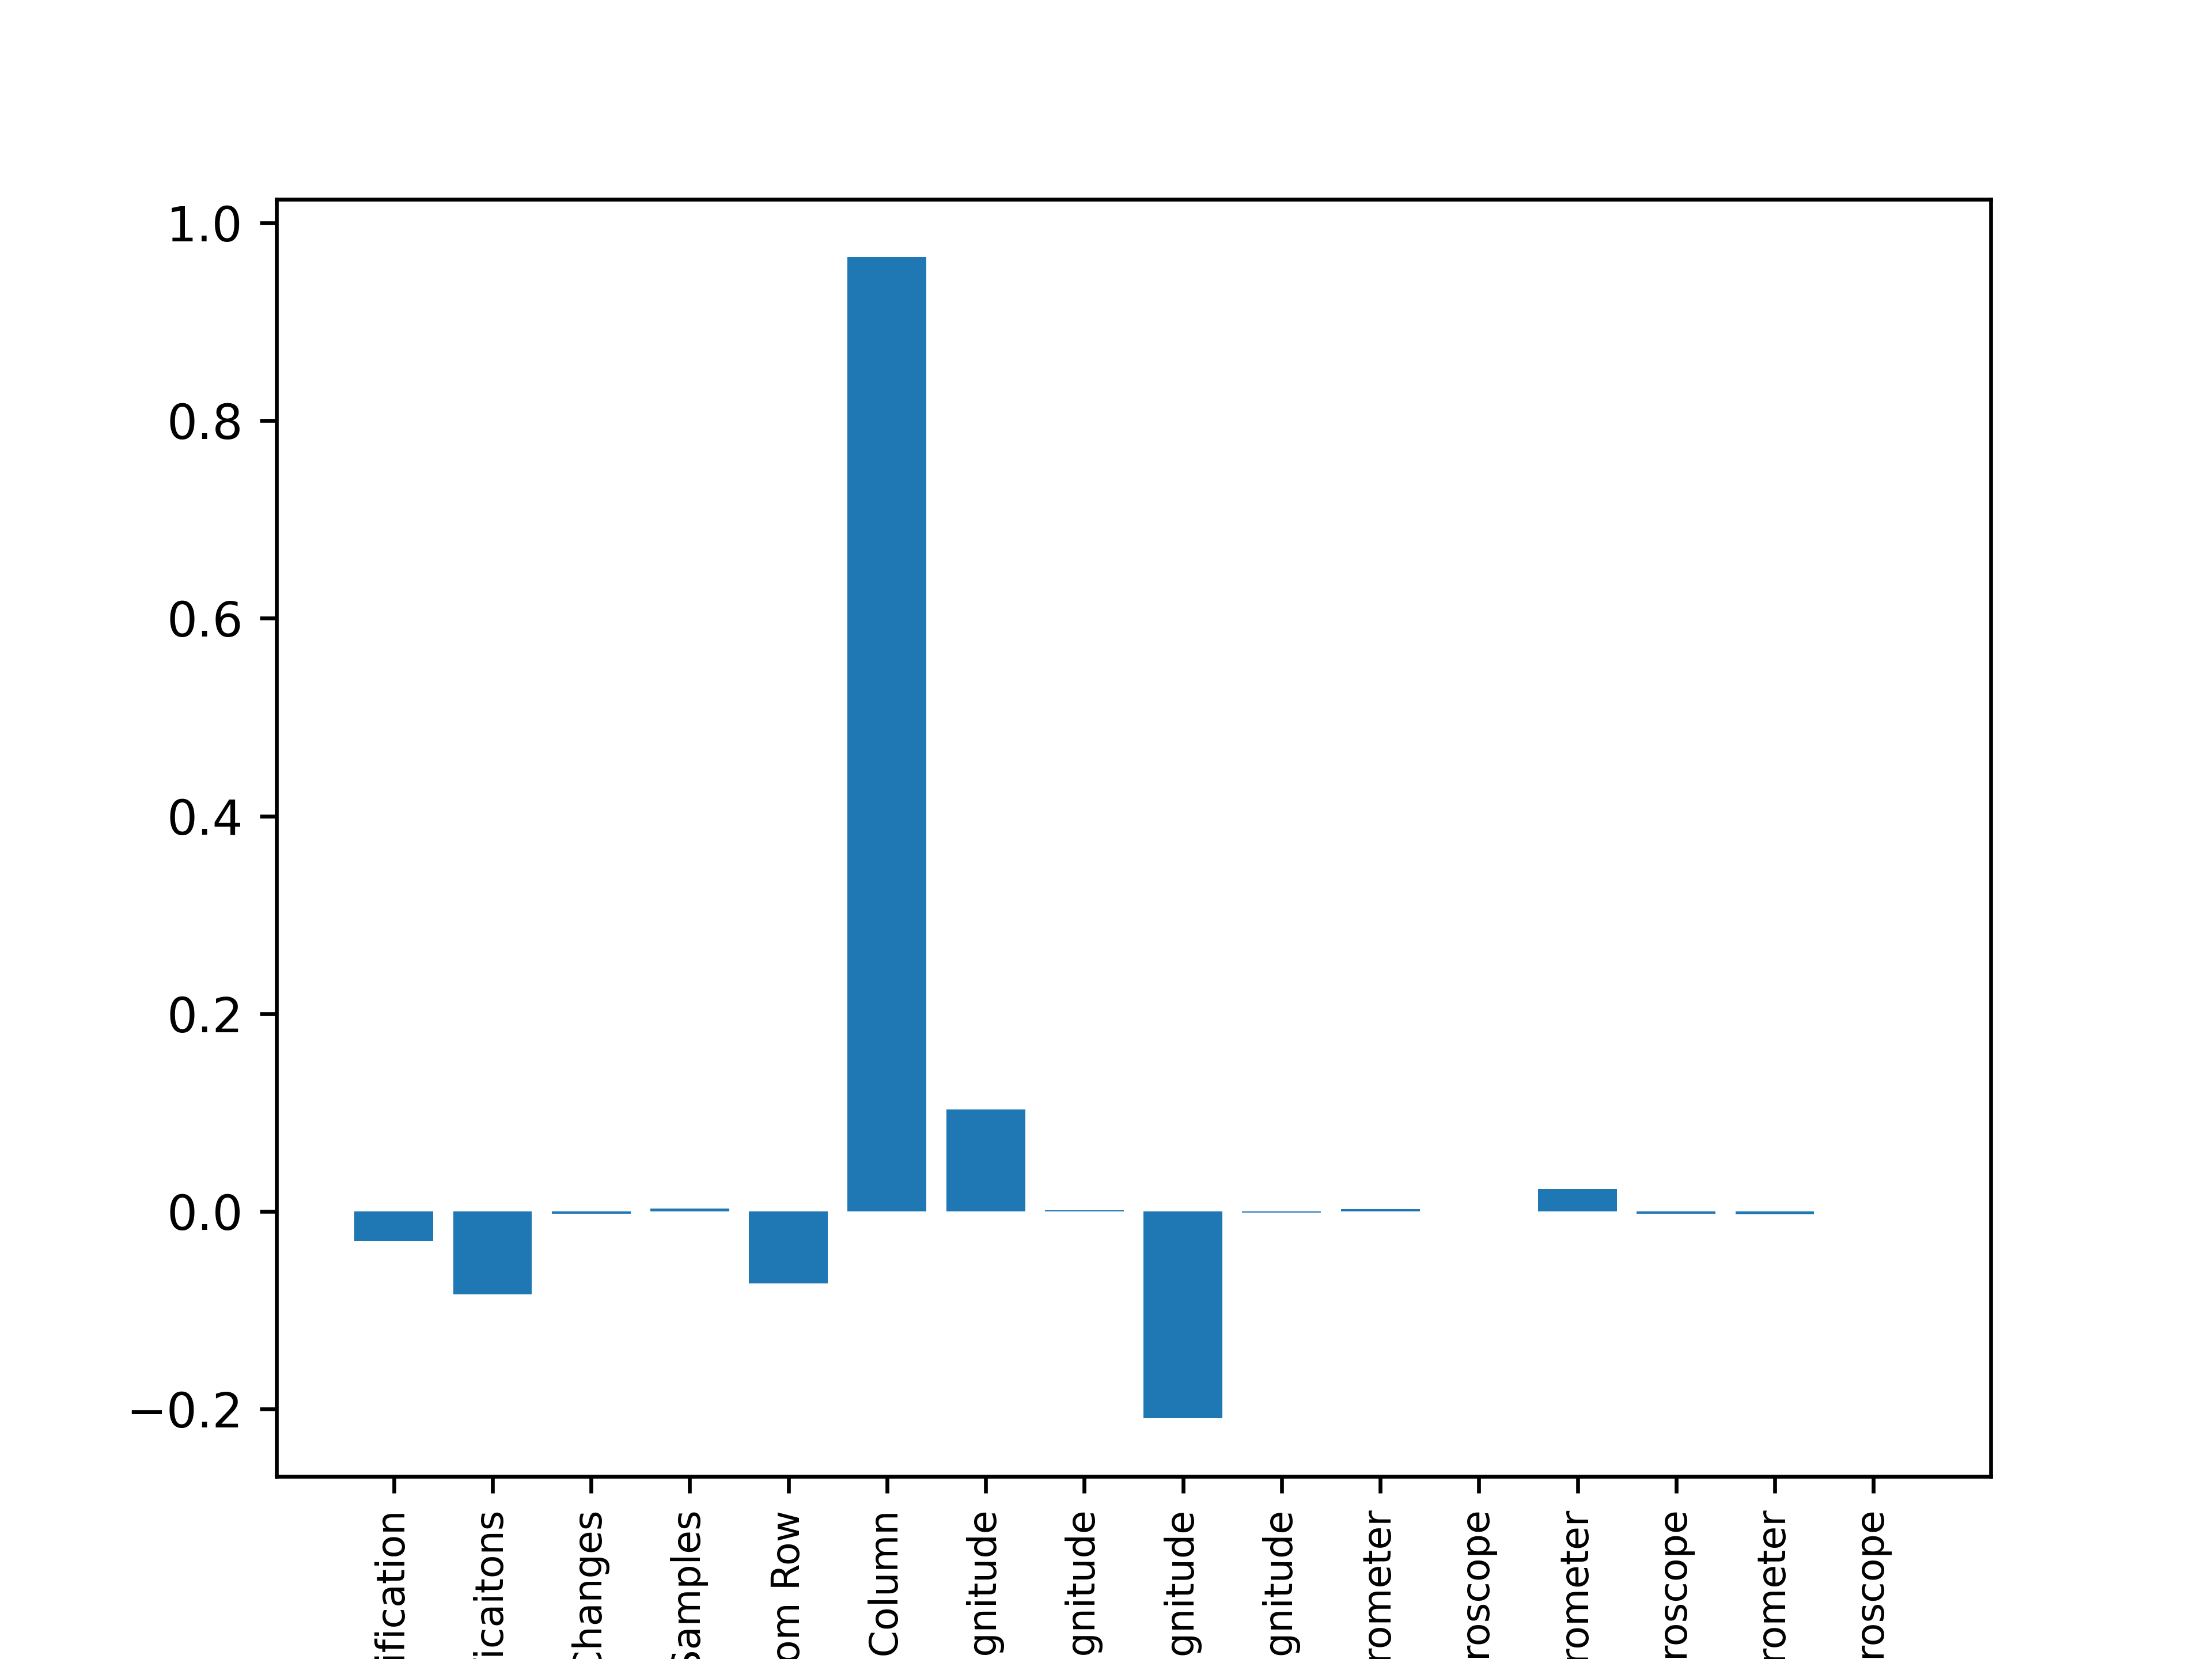 1.0
0.8
0.6
0.4
0.2
0.0
−0.2
ification
icaitons
Changes
Samples
om Row
Column
gnitude
gnitude
gnitude
gnitude
rometer
roscope
rometer
roscope
rometer
roscope